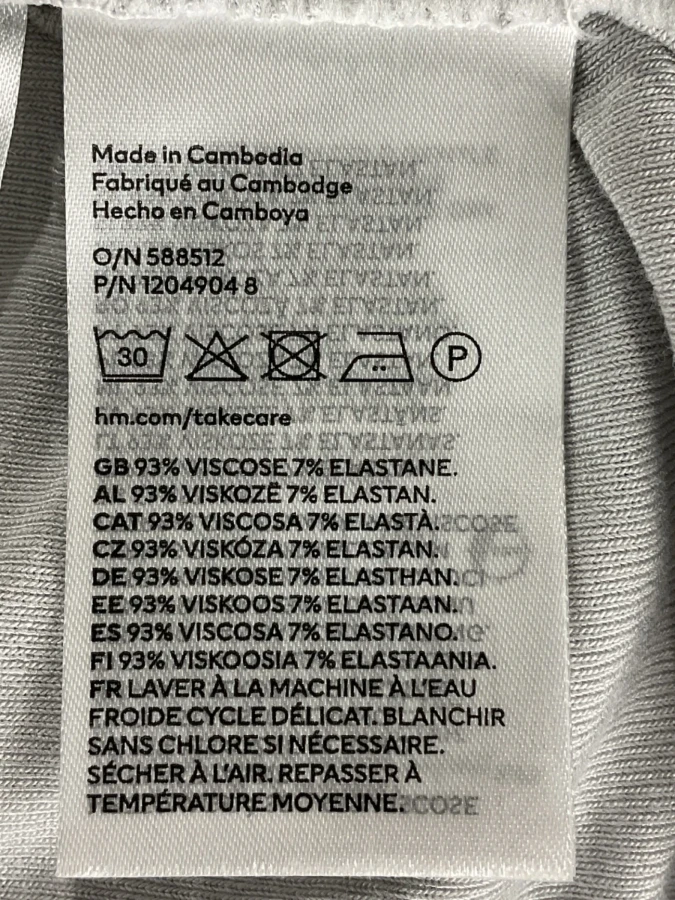 Made in Cambodia
Fabriqué au Cambodge
Hecho en Camboya
O/N 588512
P/N 1204904 8
30 P
hm.com/takecare
GB 93% VISCOSE 7% ELASTANE.
AL 93% VISKOZË 7% ELASTAN.
CAT 93% VISCOSA 7% ELASTÀ.
CZ 93% VISKÓZA 7% ELASTAN.
DE 93% VISKOSE 7% ELASTHAN.
EE 93% VISKOOS 7% ELASTAAN.
ES 93% VISCOSA 7% ELASTANO.
FI 93% VISKOOSIA 7% ELASTAANIA.
FR LAVER À LA MACHINE À L'EAU
FROIDE CYCLE DÉLICAT. BLANCHIR
SANS CHLORE SI NÉCESSAIRE.
SÉCHER À L'AIR. REPASSER À
TEMPÉRATURE MOYENNE.